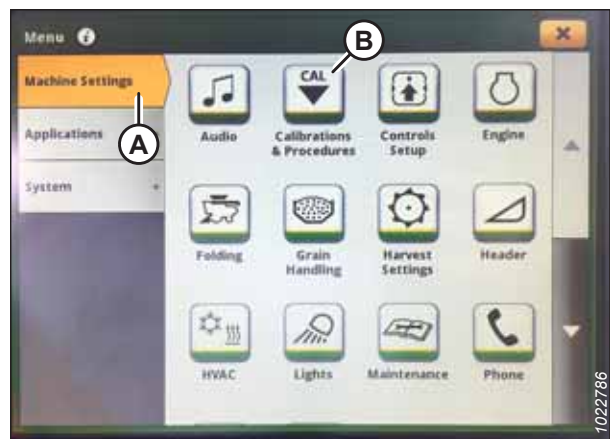 Menu i
B
Machine Settings
A
Applications
System
CAL
Audio
Calibrations
& Procedures
Controls
Setup
Engine
Folding
Grain
Handling
Harvest
Settings
Header
HVAC
Lights
Maintenance
Phone
1022786